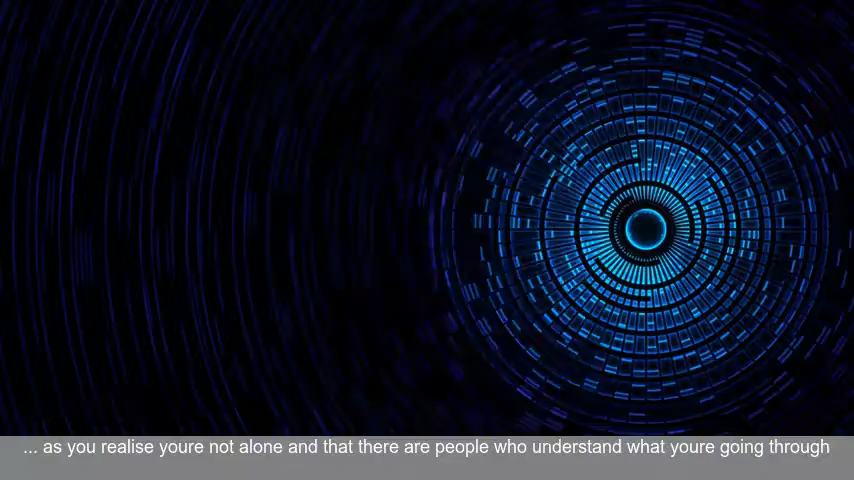 ... as you realise youre not alone and that there are people who understand what youre going through